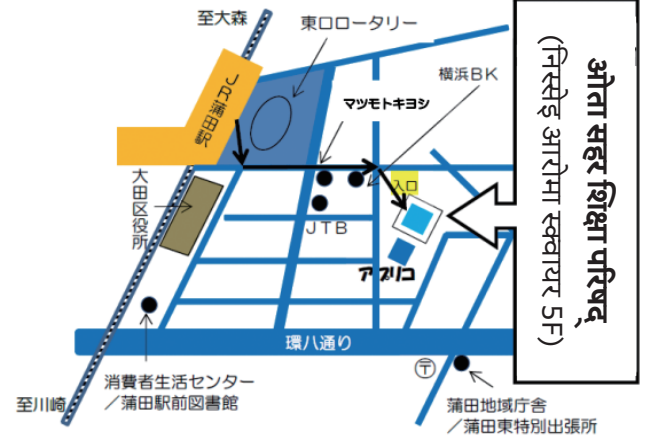 至大森
東口ロータリー
JR蒲田駅
横浜BK
マツモトキヨシ
入口
大田区役所
JTB
アプリコ
環八通り
〒
消費者生活センター
／蒲田駅前図書館
至川崎
蒲田地域庁舎
／蒲田東特別出張所
ओता सहर शिक्षा परिषद्
(निस्सेइ आरोमा स्क्वायर 5F)